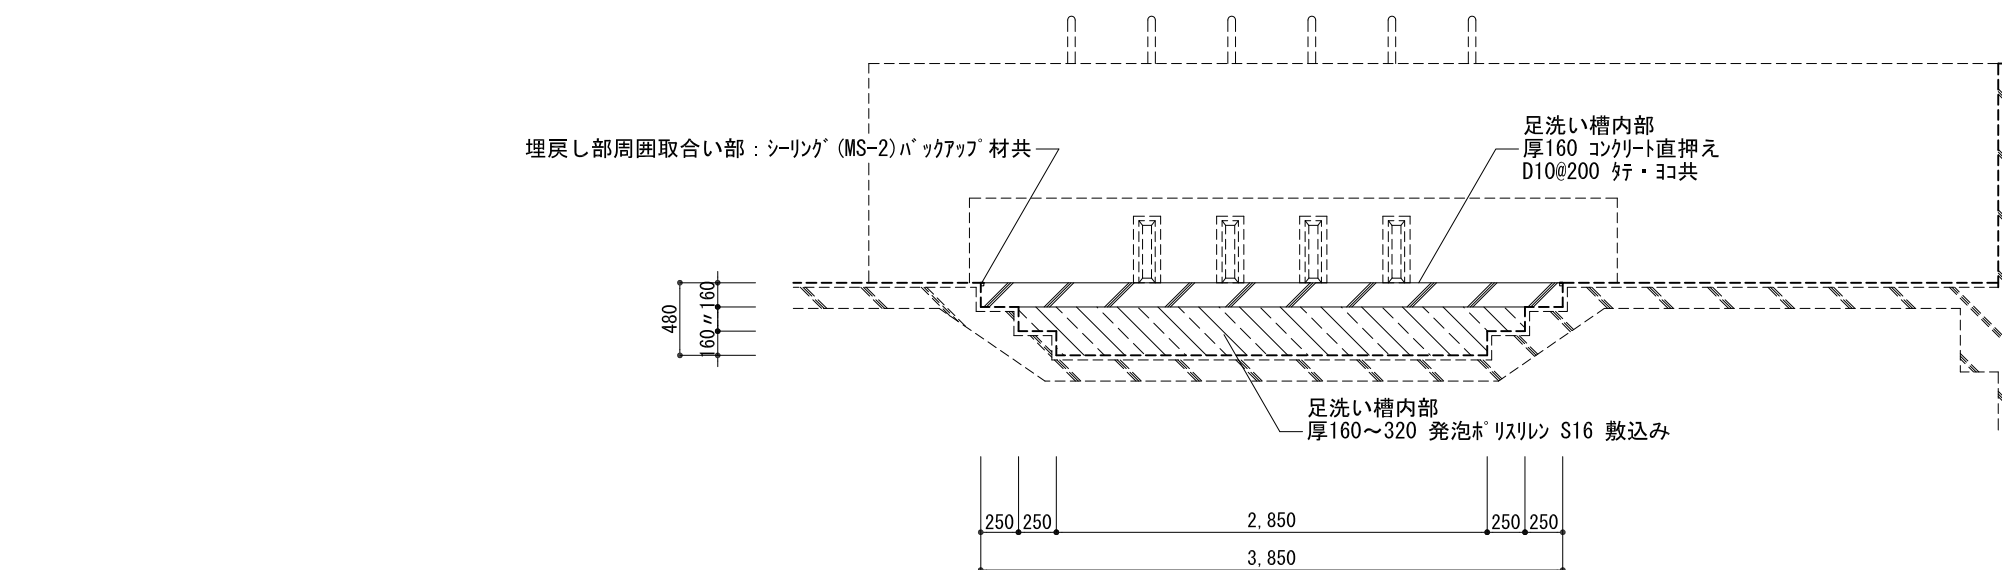 埋戻し部周囲取合い部：ｼｰﾘﾝｸﾞ(MS-2)ﾊﾞｯｸｱｯﾌﾟ材共
足洗い槽内部
厚160 ｺﾝｸﾘｰﾄ直押え
D10@200 ﾀﾃ・ﾖｺ共
480
160
〃
160
足洗い槽内部
厚160～320 発泡ﾎﾟﾘｽﾘﾚﾝ S16 敷込み
250 250 2,850 250 250
3,850